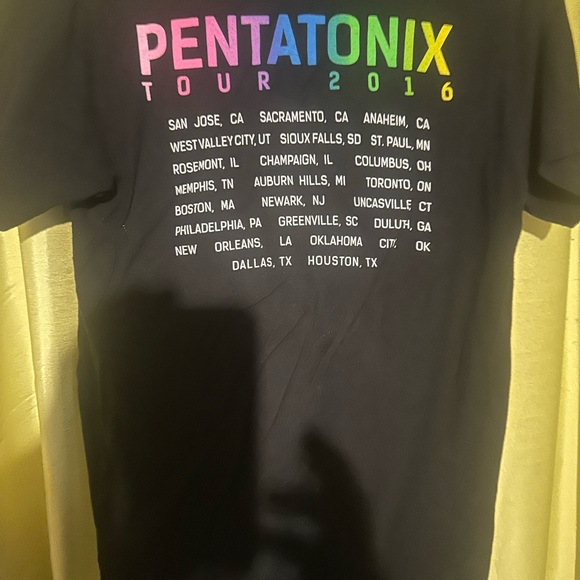 PENTATONIX
TOUR 2016
SAN JOSE, CA SACRAMENTO, CA ANAHEIM, CA
WEST VALLEY CITY, UT SIOUX FALLS, SD ST. PAUL, MN
ROSEMONT, IL CHAMPAIGN, IL COLUMBUS, OH
MEMPHIS, TN AUBURN HILLS, MI TORONTO, ON
BOSTON, MA NEWARK, NJ UNCASVILLE, CT
PHILADELPHIA, PA GREENVILLE, SC DULUTH, GA
NEW ORLEANS, LA OKLAHOMA CITY, OK
DALLAS, TX HOUSTON, TX